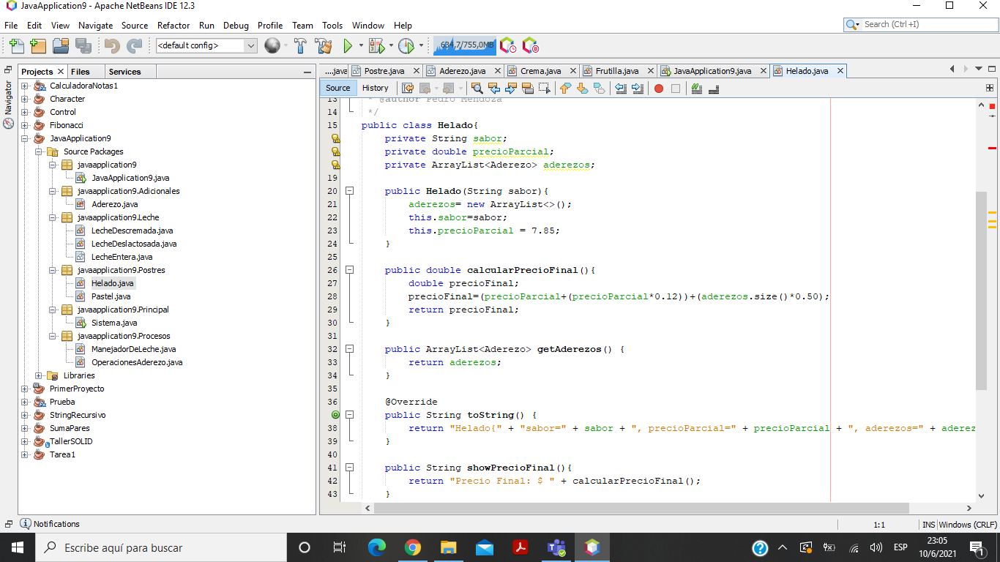 JavaApplication9 - Apache NetBeans IDE 12.3
File Edit View Navigate Source Refactor Run Debug Profile Team Tools Window Help
Search (Ctrl+I)
<default config>
634,7/755,0MB
Projects Files Services
Navigator
CalculadoraNotas1
Character
Control
Fibonacci
JavaApplication9
Source Packages
javaapplication9
JavaApplication9.java
javaapplication9.Adicionales
Aderezo.java
javaapplication9.Leche
LecheDescremada.java
LecheDeslactosada.java
LecheEntera.java
javaapplication9.Postres
Helado.java
Pastel.java
javaapplication9.Principal
Sistema.java
javaapplication9.Procesos
ManejadorDeLeche.java
OperacionesAderezo.java
Libraries
PrimerProyecto
Prueba
StringRecursivo
SumaPares
TallerSOLID
Tarea1
....java Postre.java Aderezo.java Crema.java Frutilla.java JavaApplication9.java Helado.java
Source History
13 * @author Pedro Mendoza
14 */
15 public class Helado{
private String sabor;
private double precioParcial;
private ArrayList<Aderezo> aderezos;
19
20 public Helado(String sabor){
21 aderezos= new ArrayList<>();
22 this.sabor=sabor;
23 this.precioParcial = 7.85;
24 }
25
26 public double calcularPrecioFinal(){
27 double precioFinal;
28 precioFinal=(precioParcial+(precioParcial*0.12))+(aderezos.size()*0.50);
29 return precioFinal;
30 }
31
32 public ArrayList<Aderezo> getAderezos() {
33 return aderezos;
34 }
35
36 @Override
public String toString() {
38 return "Helado{" + "sabor=" + sabor + ", precioParcial=" + precioParcial + ", aderezos=" + aderez
39 }
40
41 public String showPrecioFinal(){
42 return "Precio Final: $ " + calcularPrecioFinal();
43 }
Notifications
1:1 INS Windows (CRLF)
Escribe aquí para buscar
ESP
23:05
10/6/2021
1